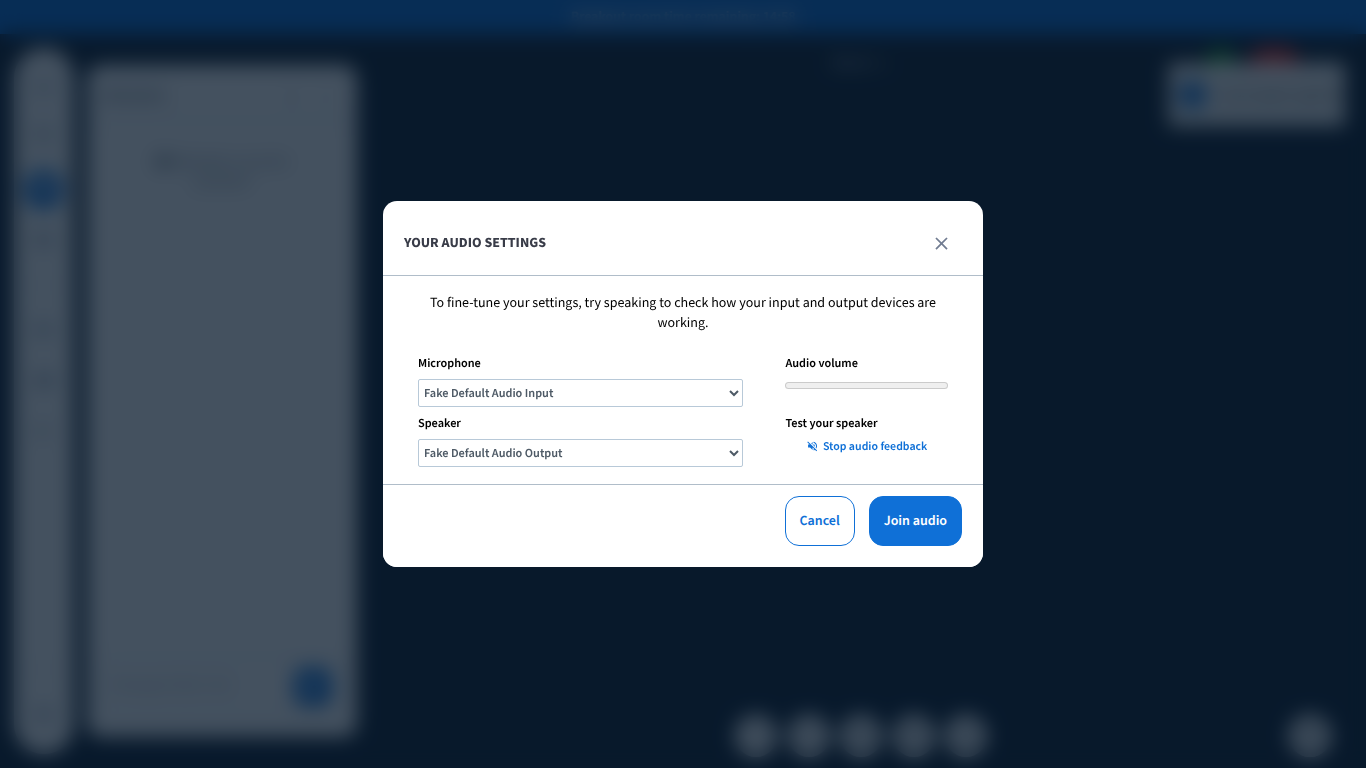 YOUR AUDIO SETTINGS
To fine-tune your settings, try speaking to check how your input and output devices are
working.
Microphone
Audio volume
Fake Default Audio Input
Speaker
Test your speaker
Stop audio feedback
Fake Default Audio Output
Cancel
Join audio